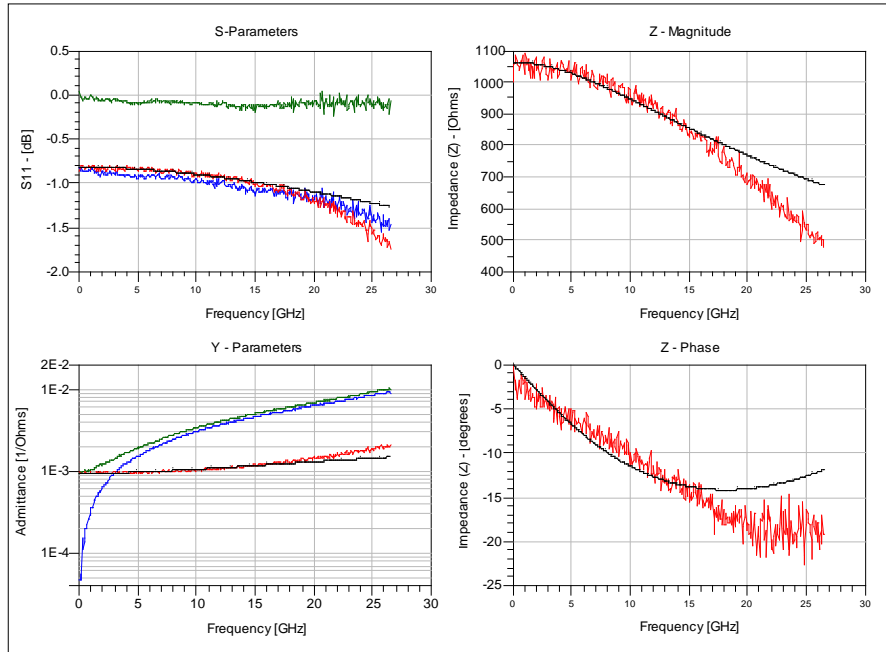 S-Parameters
0.5
0.0
-0.5
-1.0
-1.5
-2.0
S11 - [dB]
0 5 10 15 20 25 30
Frequency [GHz]
Z - Magnitude
1100
1000
900
800
700
600
500
400
Impedance (Z) - [Ohms]
0 5 10 15 20 25 30
Frequency [GHz]
Y - Parameters
2E-2
1E-2
1E-3
1E-4
Admittance [1/Ohms]
0 5 10 15 20 25 30
Frequency [GHz]
Z - Phase
0
-5
-10
-15
-20
-25
Impedance (Z) - [degrees]
0 5 10 15 20 25 30
Frequency [GHz]